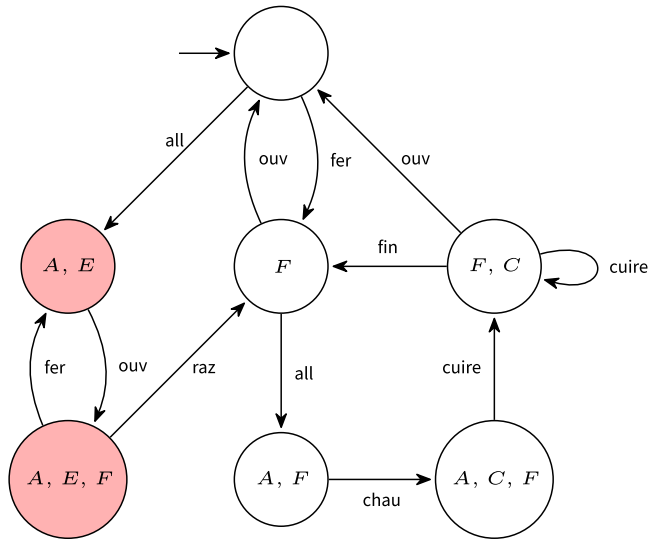 all
ouv
fer
ouv
A, E
F
fin
F, C
cuire
fer
ouv
raz
all
cuire
A, E, F
A, F
chau
A, C, F